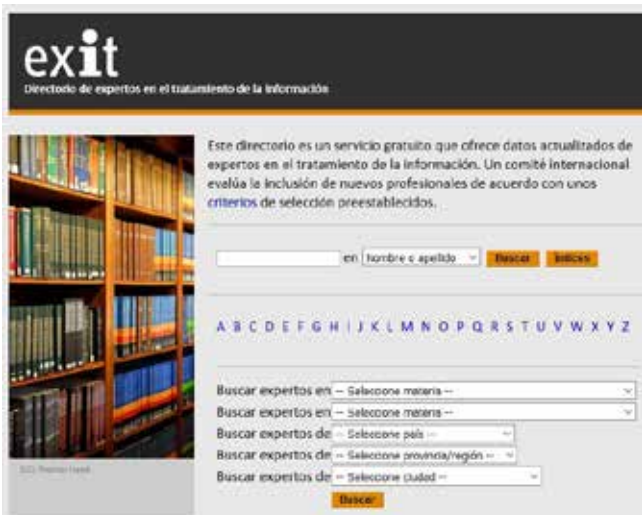 exit
Directorio de expertos en el tratamiento de la información
Este directorio es un servicio gratuito que ofrece datos actualizados de
expertos en el tratamiento de la información. Un comité internacional
evalúa la inclusión de nuevos profesionales de acuerdo con unos
criterios de selección preestablecidos.
en Nombre o apellido Buscar Índices
A B C D E F G H I J K L M N O P Q R S T U V W X Y Z
Buscar expertos en -- Seleccione materia --
Buscar expertos en -- Seleccione materia --
Buscar expertos de -- Seleccione país --
Buscar expertos de -- Seleccione provincia/región --
Buscar expertos de -- Seleccione ciudad --
Buscar